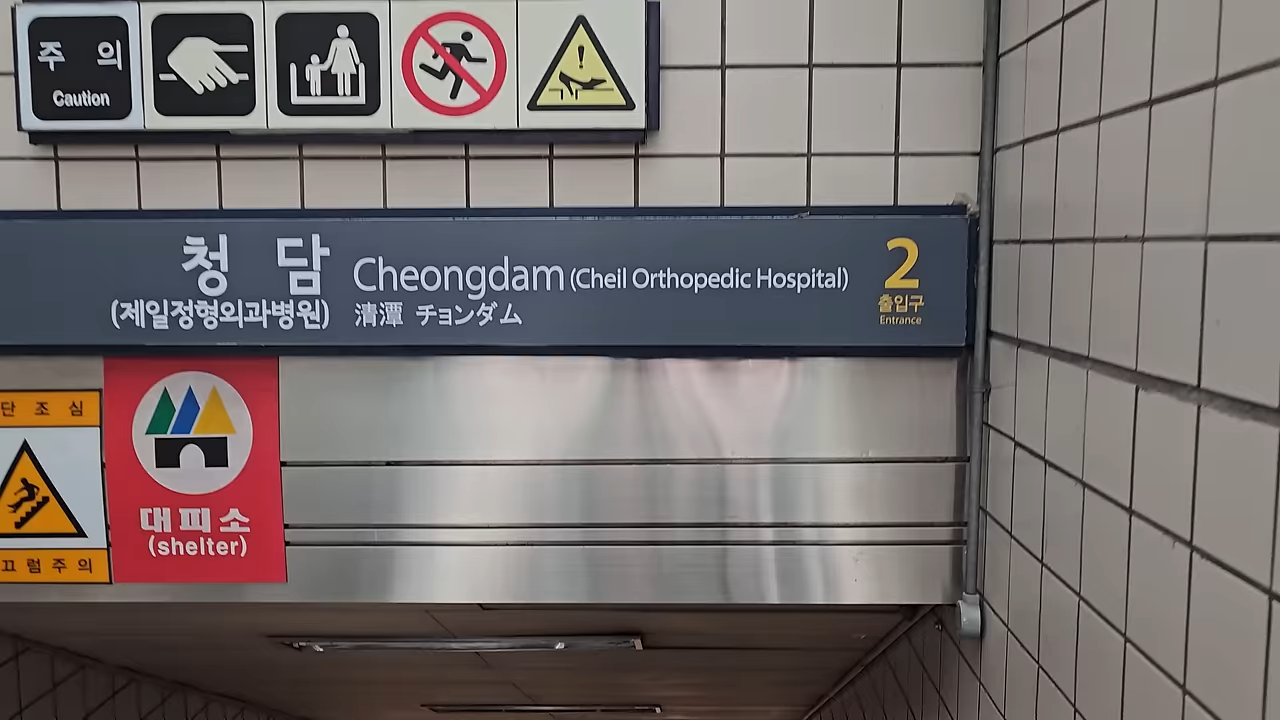 주 의
Caution
청 담 Cheongdam (Cheil Orthopedic Hospital)
(제일정형외과병원) 清潭 チョンダム
2
출입구
Entrance
단 조 심
끄 럼 주 의
대피소
(shelter)